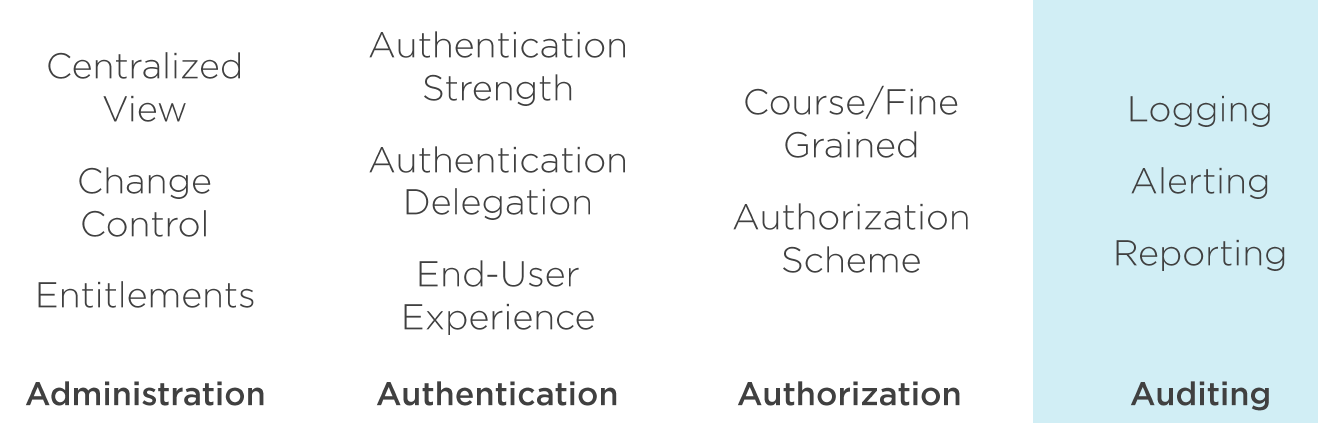 Centralized
View
Change
Control
Entitlements
Administration
Authentication
Strength
Authentication
Delegation
End-User
Experience
Authentication
Course/Fine
Grained
Authorization
Scheme
Authorization
Logging
Alerting
Reporting
Auditing